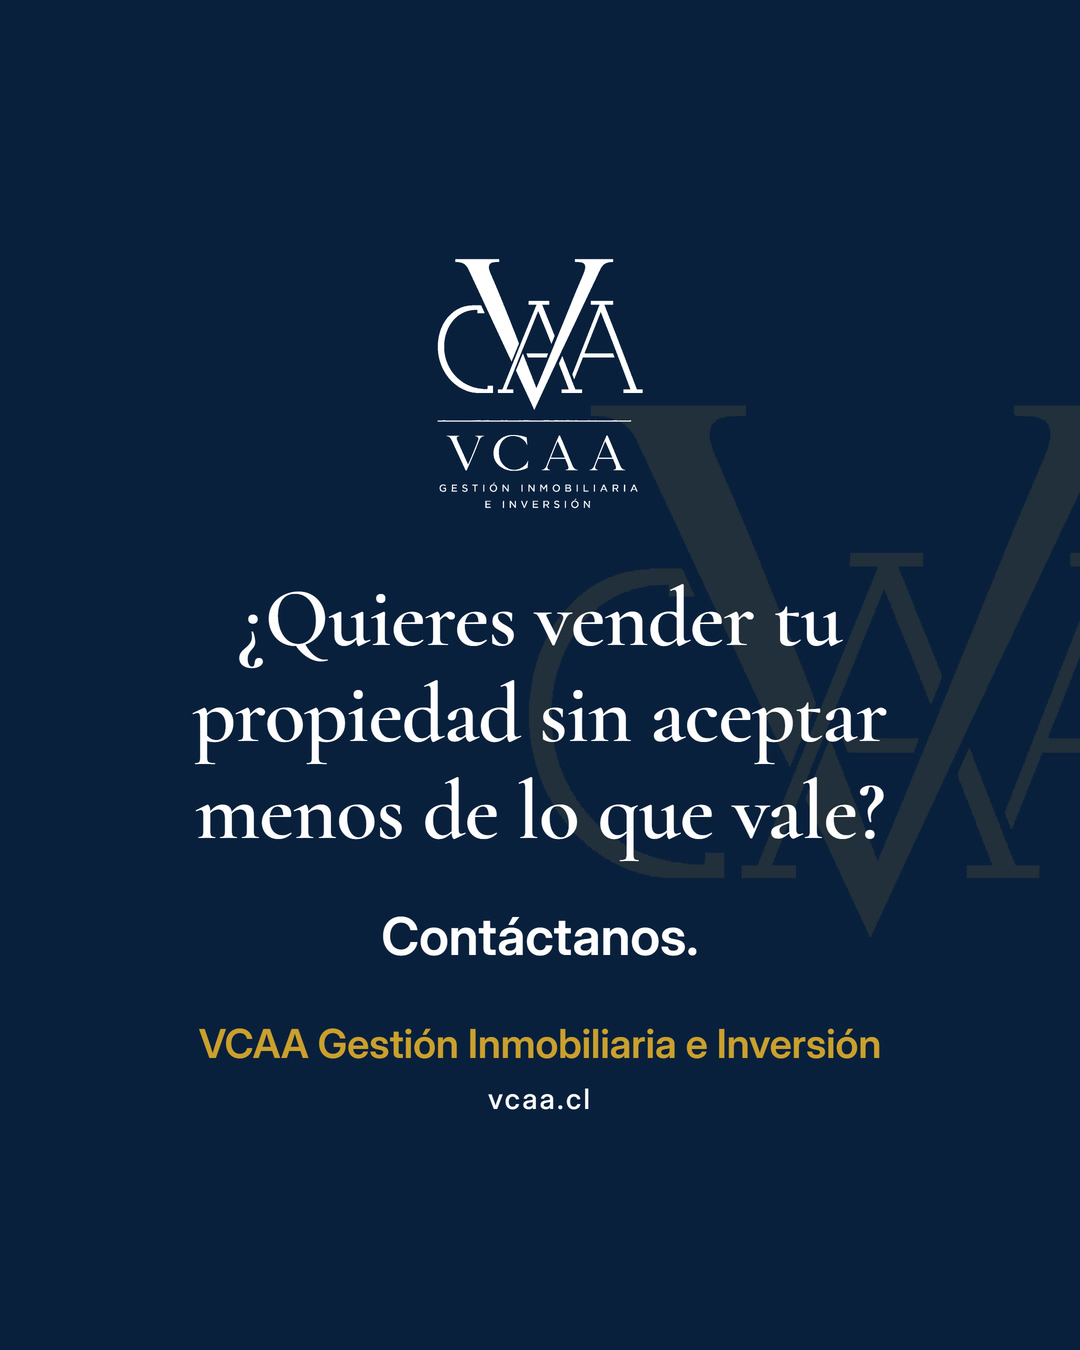 VCAA
VCAA
GESTIÓN INMOBILIARIA
E INVERSIÓN
¿Quieres vender tu
propiedad sin aceptar
menos de lo que vale?
Contáctanos.
VCAA Gestión Inmobiliaria e Inversión
vcaa.cl